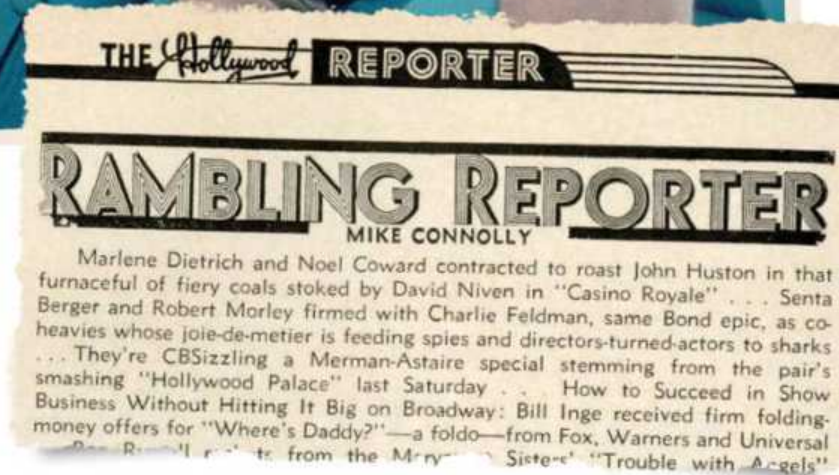 THE Hollywood REPORTER
RAMBLING REPORTER
MIKE CONNOLLY
Marlene Dietrich and Noel Coward contracted to roast John Huston in that
furnaceful of fiery coals stoked by David Niven in "Casino Royale" . . . Senta
Berger and Robert Morley firmed with Charlie Feldman, same Bond epic, as co-
heavies whose joie-de-metier is feeding spies and directors-turned-actors to sharks
. . . They're CBSizzling a Merman-Astaire special stemming from the pair's
smashing "Hollywood Palace" last Saturday . . . How to Succeed in Show
Business Without Hitting It Big on Broadway: Bill Inge received firm folding-
money offers for "Where's Daddy?"—a foldo—from Fox, Warners and Universal
from the Sisters' "Trouble with Angels"